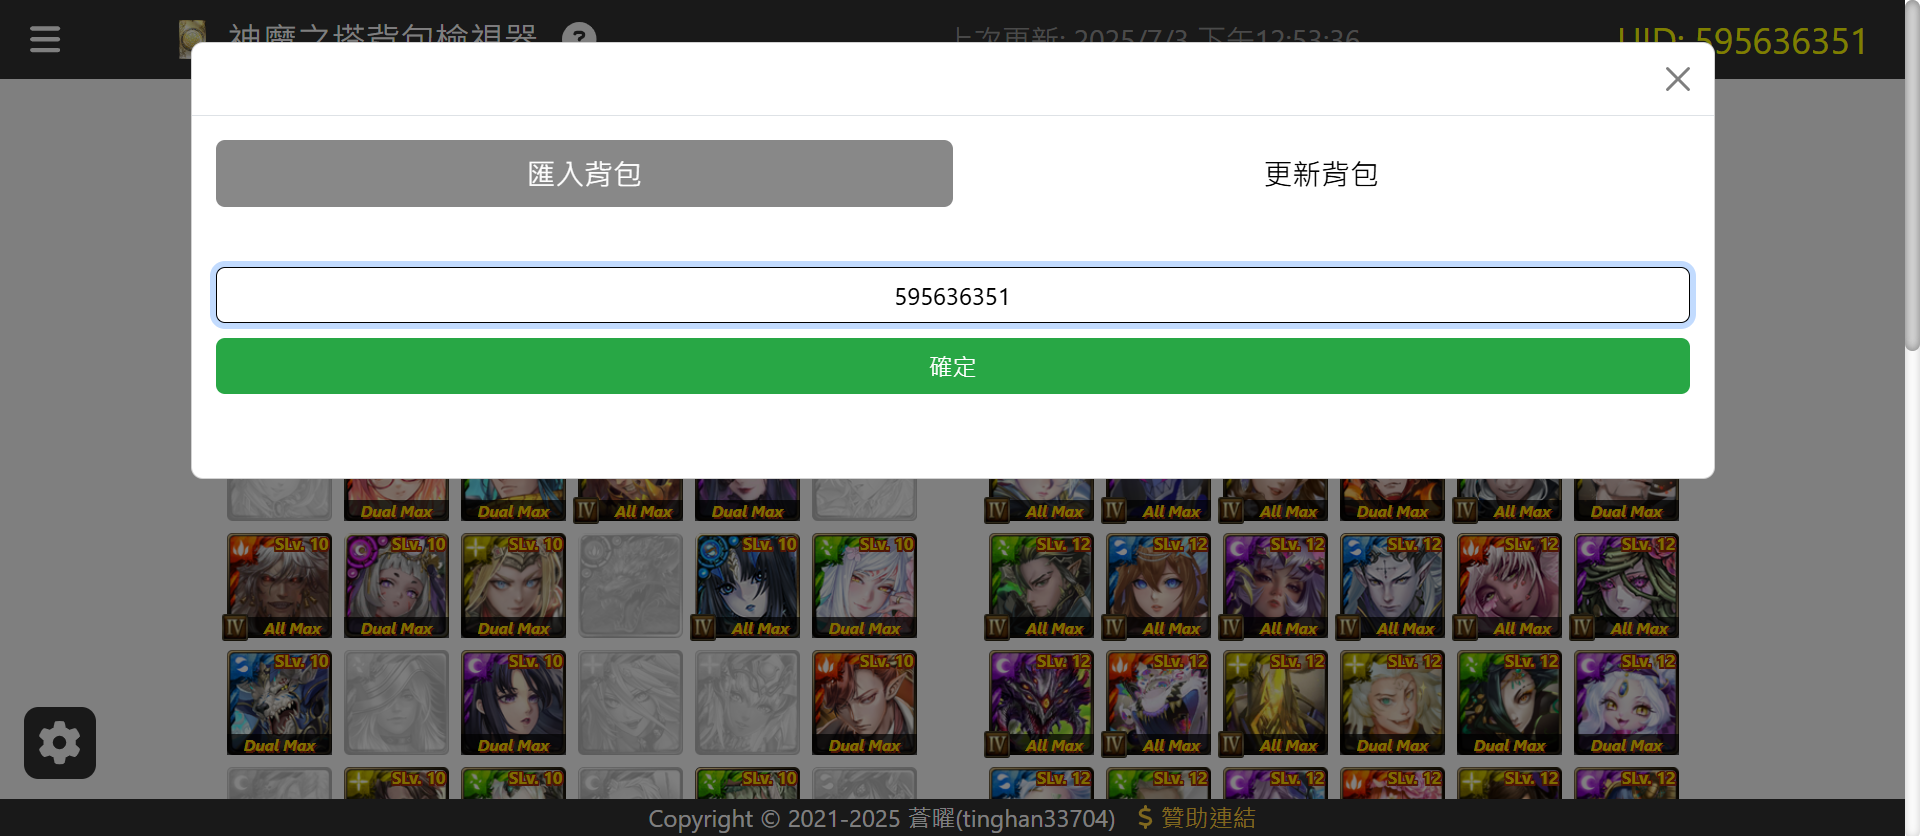 神魔之塔背包檢視器 ?
上次更新: 2025/7/3 下午12:53:36
UID: 595636351
匯入背包
更新背包
595636351
確定
Dual Max Dual Max IV All Max Dual Max IV All Max IV All Max IV All Max Dual Max IV All Max Dual Max
SLv. 10 SLv. 10 SLv. 10 SLv. 10 SLv. 10 SLv. 12 SLv. 12 SLv. 12 SLv. 12 SLv. 12 SLv. 12
IV All Max Dual Max Dual Max IV All Max Dual Max IV All Max IV All Max IV All Max IV All Max IV All Max IV All Max
SLv. 10 SLv. 10 SLv. 10 SLv. 12 SLv. 12 SLv. 12 SLv. 12 SLv. 12 SLv. 12
Dual Max Dual Max Dual Max IV All Max IV All Max IV All Max Dual Max Dual Max Dual Max
SLv. 10 SLv. 10 SLv. 10 SLv. 12 SLv. 12 SLv. 12 SLv. 12 SLv. 12 SLv. 12
Copyright © 2021-2025 蒼曜(tinghan33704) $ 贊助連結